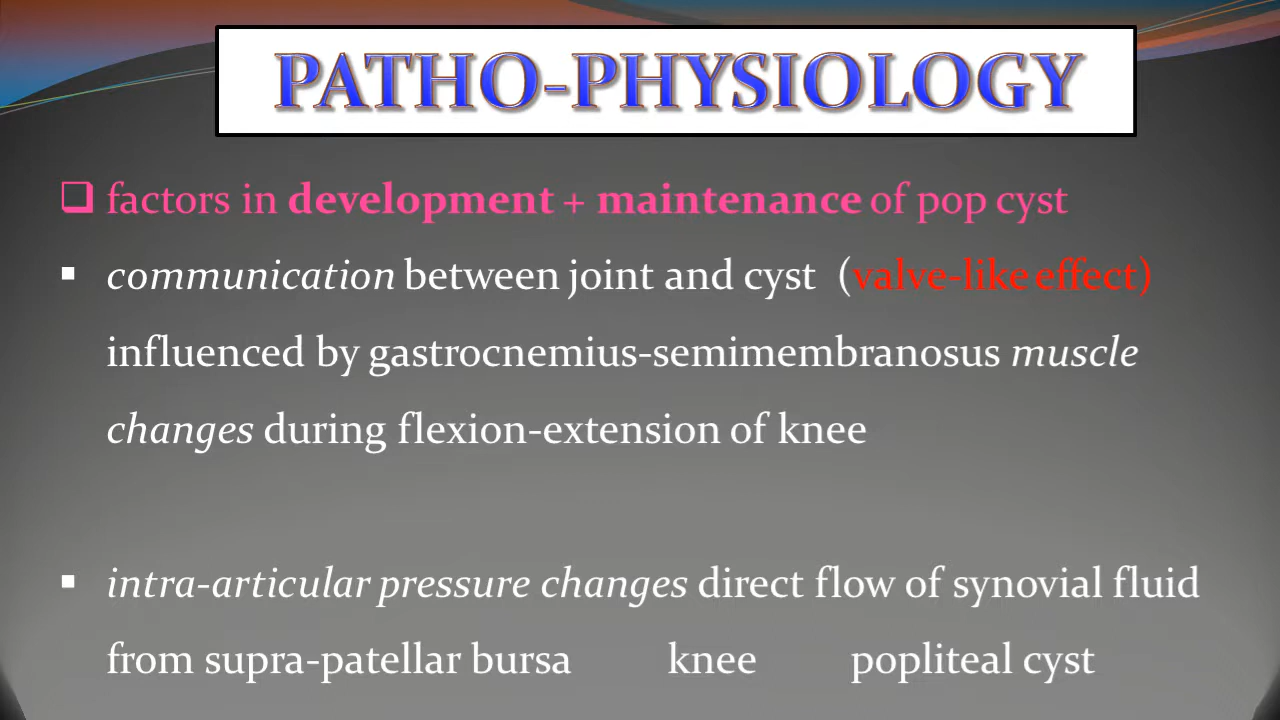 PATHO-PHYSIOLOGY
factors in development + maintenance of pop cyst
communication between joint and cyst (valve-like effect)
influenced by gastrocnemius-semimembranosus muscle
changes during flexion-extension of knee
intra-articular pressure changes direct flow of synovial fluid
from supra-patellar bursa knee popliteal cyst